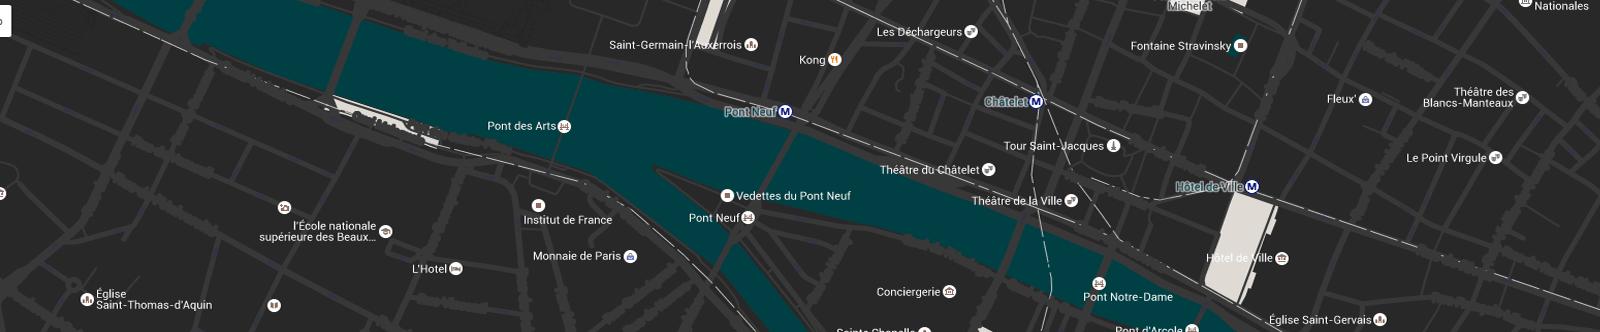 Michelet
Nationales
Les Déchargeurs
Saint-Germain-l'Auxerrois
Fontaine Stravinsky
Kong
Théâtre des
Blancs-Manteaux
Fleux'
Châtelet
Pont Neuf
Pont des Arts
Tour Saint-Jacques
Le Point Virgule
Théâtre du Châtelet
Hôtel de Ville
Vedettes du Pont Neuf
Théâtre de la Ville
Pont Neuf
Institut de France
l'École nationale
supérieure des Beaux...
Monnaie de Paris
Hôtel de Ville
L'Hotel
Conciergerie
Église
Saint-Thomas-d'Aquin
Pont Notre-Dame
Église Saint-Gervais
Sainte Chapelle
Pont d'Arcole